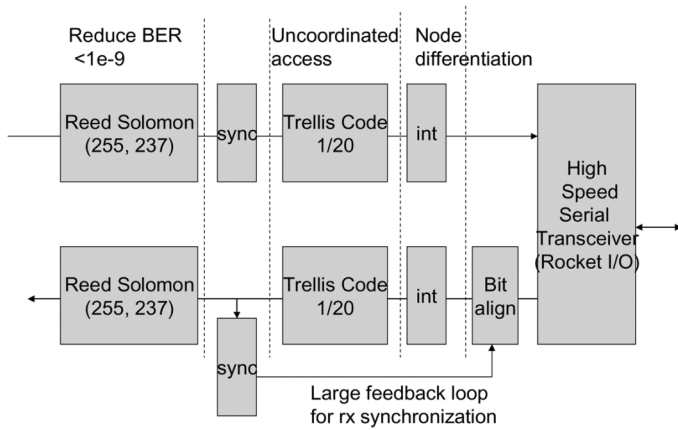 Reduce BER
<1e-9
Uncoordinated
access
Node
differentiation
Reed Solomon
(255, 237)
sync
Trellis Code
1/20
int
High
Speed
Serial
Transceiver
(Rocket I/O)
Reed Solomon
(255, 237)
sync
Trellis Code
1/20
int
Bit
align
Large feedback loop
for rx synchronization